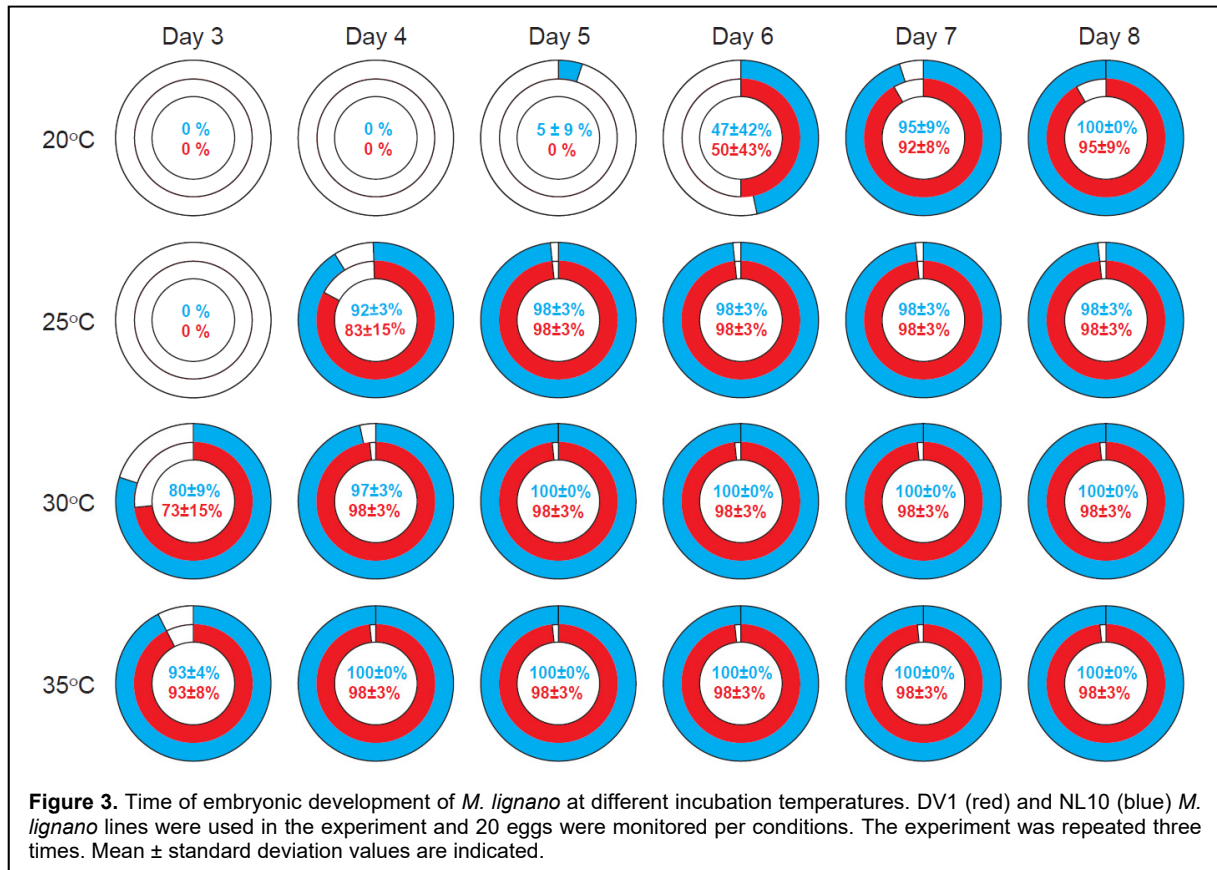 Day 3 Day 4 Day 5 Day 6 Day 7 Day 8
20°C
0 % 0 % 5 ± 9 % 47±42% 95±9% 100±0%
0 % 0 % 0 % 50±43% 92±8% 95±9%
25°C
0 % 92±3% 98±3% 98±3% 98±3% 98±3%
0 % 83±15% 98±3% 98±3% 98±3% 98±3%
30°C
80±9% 97±3% 100±0% 100±0% 100±0% 100±0%
73±15% 98±3% 98±3% 98±3% 98±3% 98±3%
35°C
93±4% 100±0% 100±0% 100±0% 100±0% 100±0%
93±8% 98±3% 98±3% 98±3% 98±3% 98±3%
Figure 3. Time of embryonic development of M. lignano at different incubation temperatures. DV1 (red) and NL10 (blue) M.
lignano lines were used in the experiment and 20 eggs were monitored per conditions. The experiment was repeated three
times. Mean ± standard deviation values are indicated.